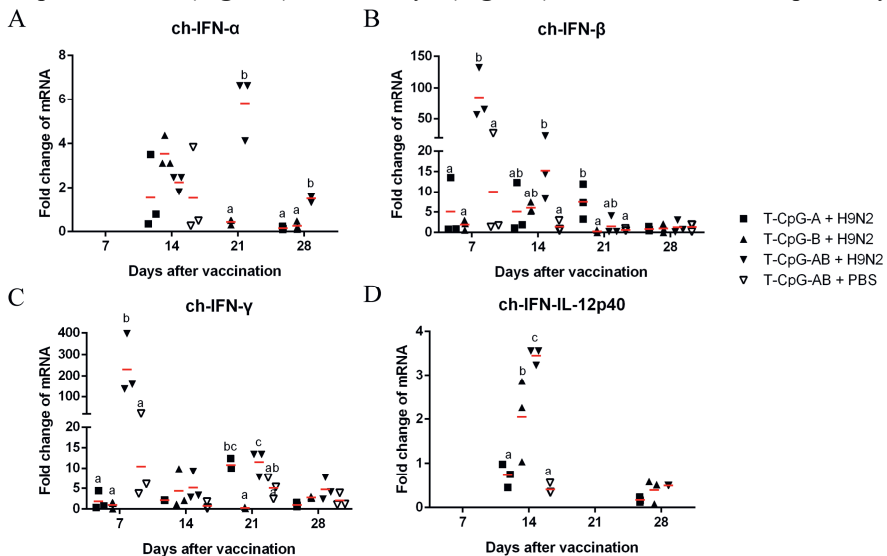 A
ch-IFN-α
Fold change of mRNA
8
6
4
2
0
b
a
a a b
7 14 21 28
Days after vaccination
B
ch-IFN-β
Fold change of mRNA
150
100
50
20
15
10
5
0
a a b a
ab ab b
b a a a
7 14 21 28
Days after vaccination
■ T-CpG-A + H9N2
▲ T-CpG-B + H9N2
▼ T-CpG-AB + H9N2
▽ T-CpG-AB + PBS
C
ch-IFN-γ
Fold change of mRNA
400
300
200
100
20
15
10
5
0
a a b a
bc a c ab
7 14 21 28
Days after vaccination
D
ch-IFN-IL-12p40
Fold change of mRNA
4
3
2
1
0
a b c a
7 14 21 28
Days after vaccination